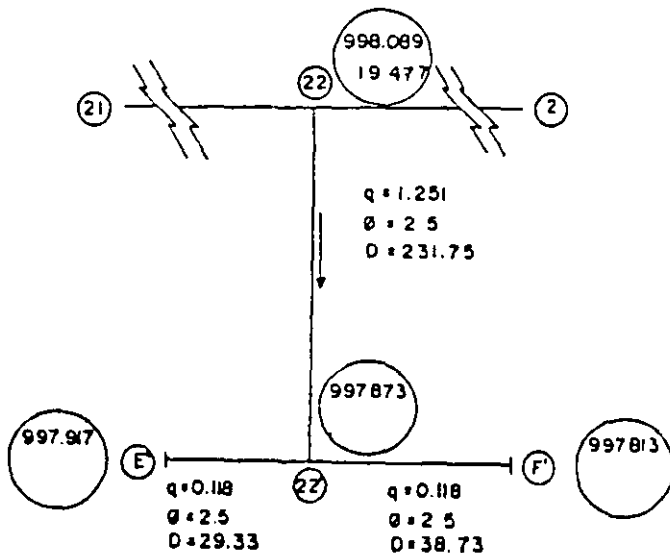 998.089
19 477
22
21
2
q = 1.251
Ø = 2 5
D = 231.75
997873
997.917
E'
22'
F'
997813
q = 0.118
Ø = 2.5
D = 29.33
q = 0.118
Ø = 2 5
D = 38.73